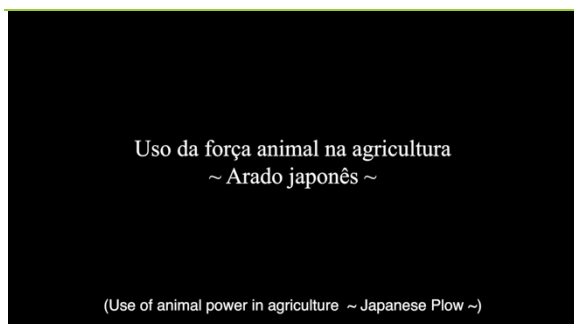 Uso da força animal na agricultura
~ Arado japonês ~
(Use of animal power in agriculture ~ Japanese Plow ~)